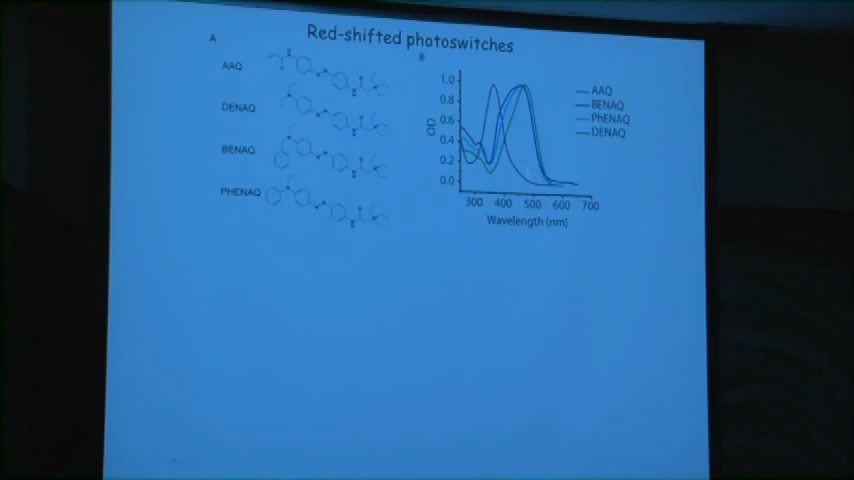 Red-shifted photoswitches
A
AAQ
DENAQ
BENAQ
PHENAQ
B
OD
1.0
0.8
0.6
0.4
0.2
0.0
300 400 500 600 700
Wavelength (nm)
AAQ
BENAQ
PhENAQ
DENAQ